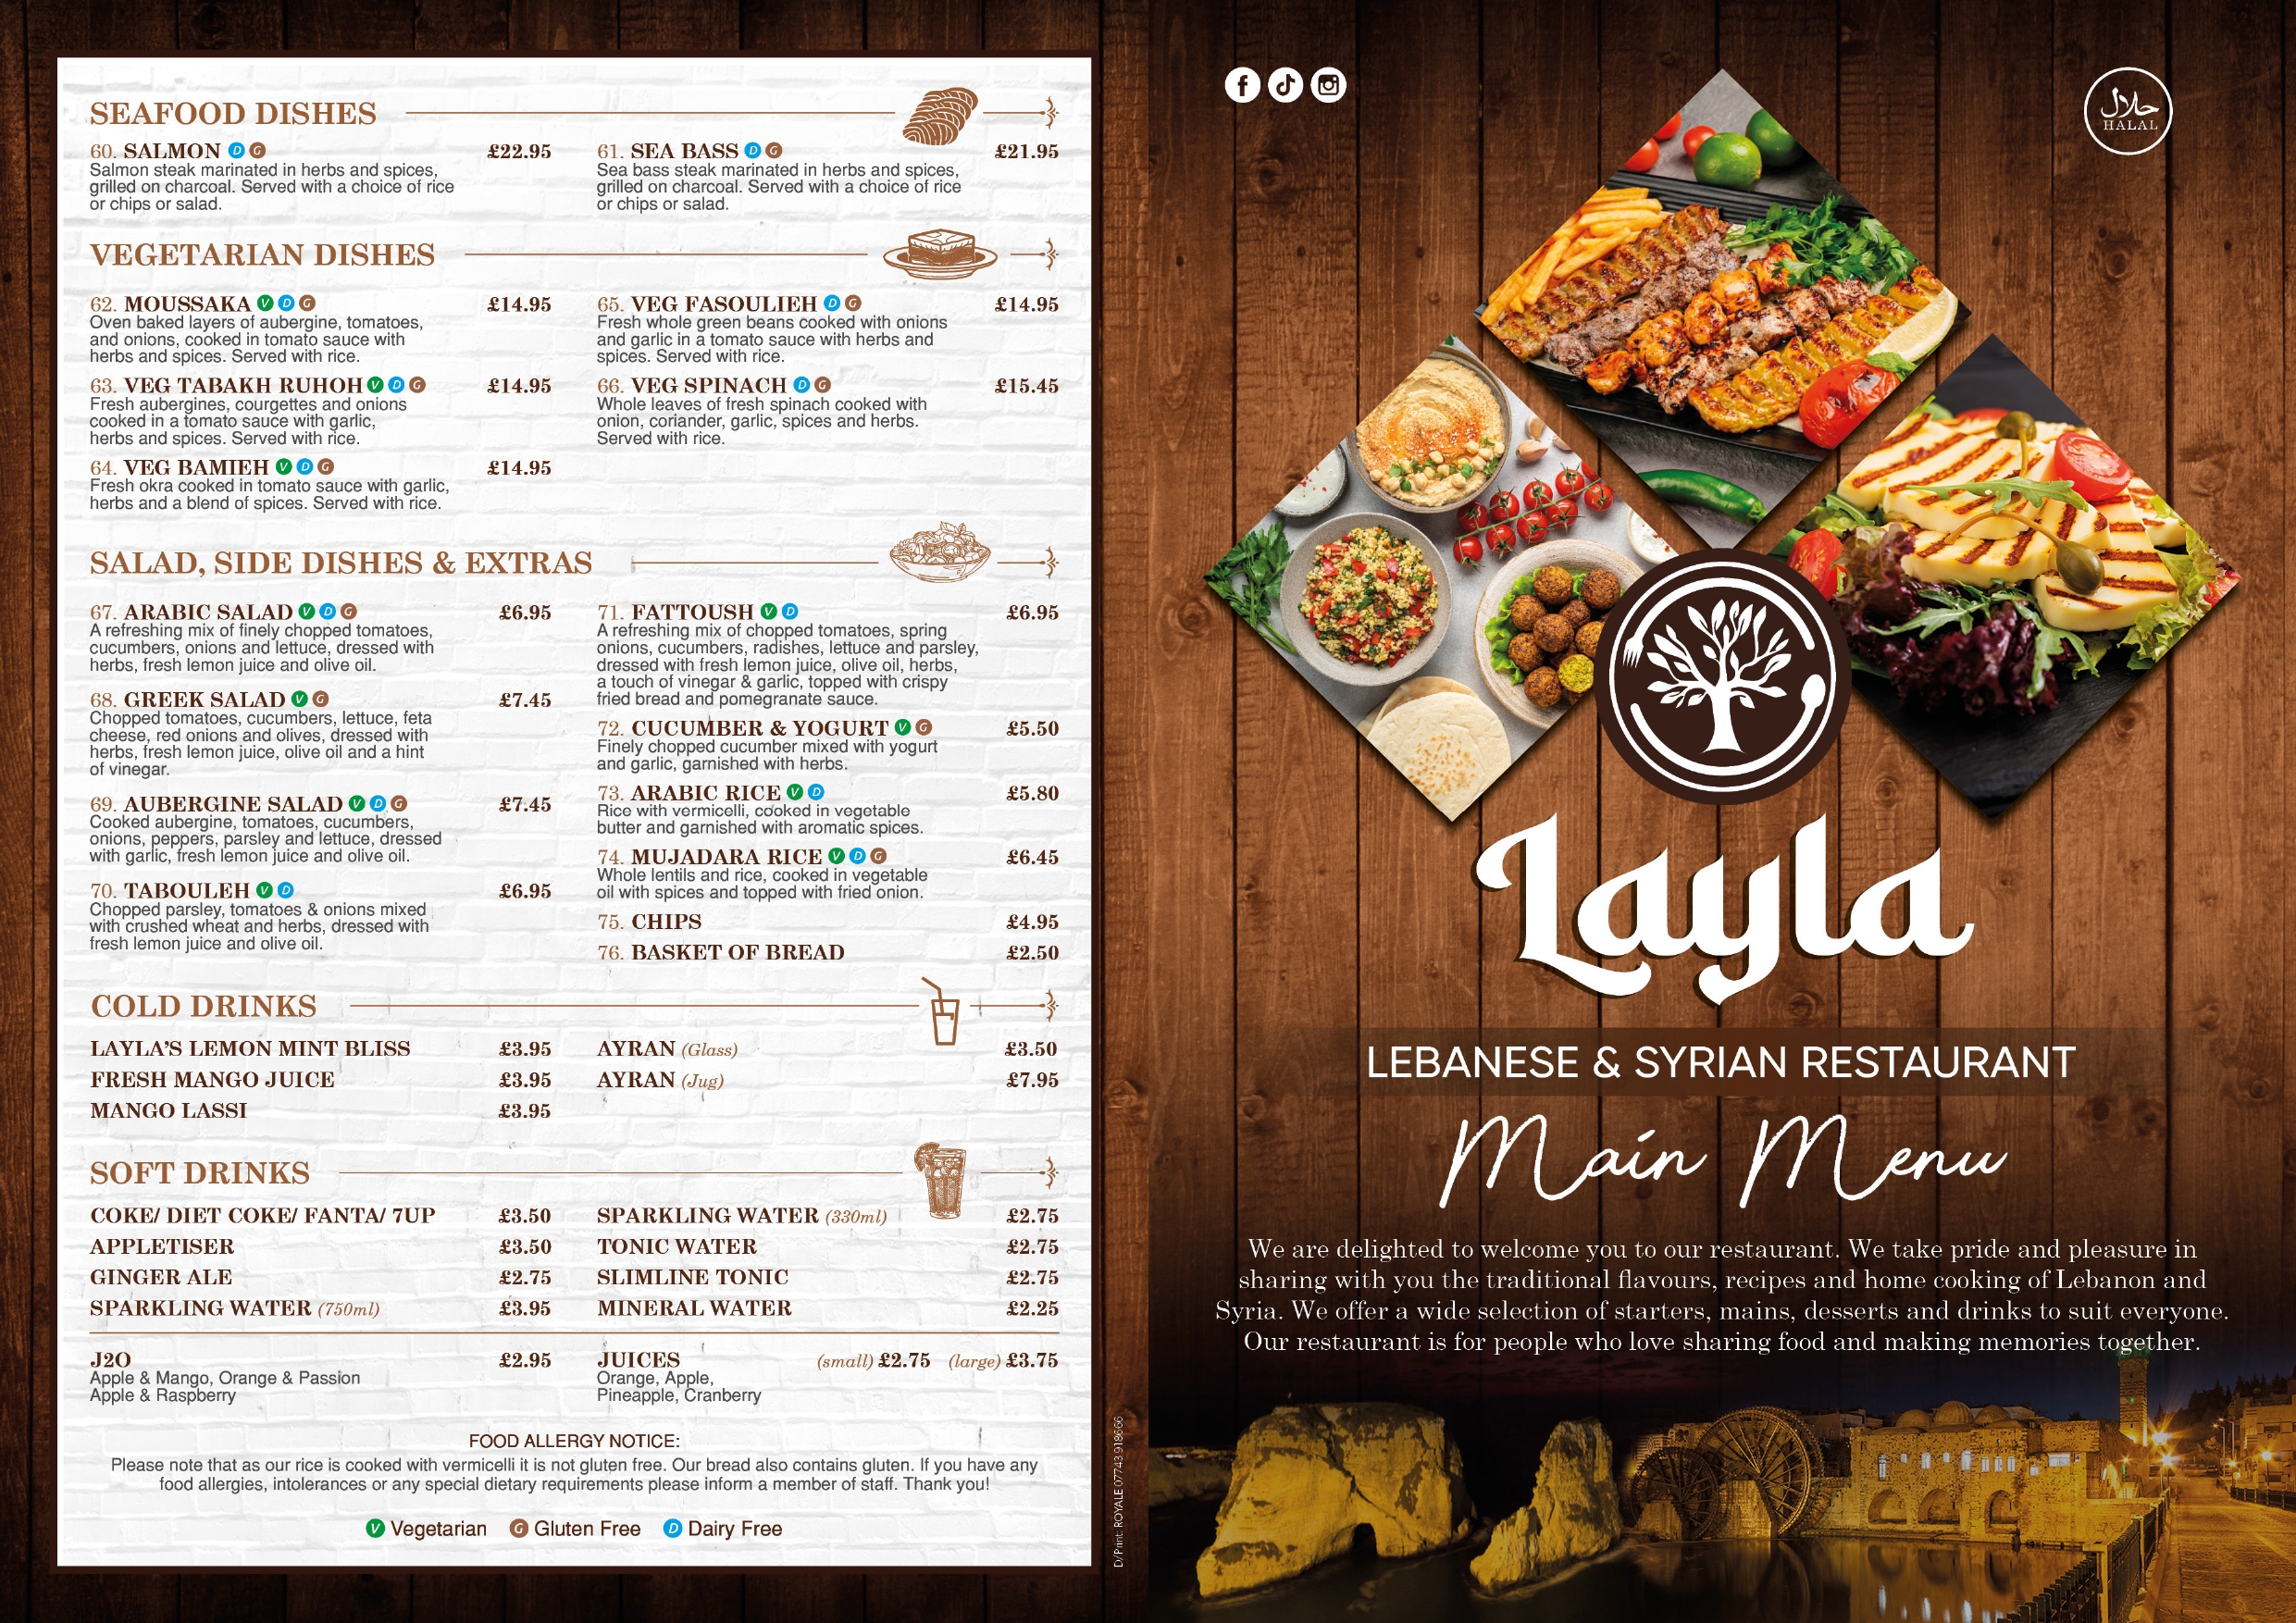 SEAFOOD DISHES
60. SALMON D G £22.95
Salmon steak marinated in herbs and spices,
grilled on charcoal. Served with a choice of rice
or chips or salad.
61. SEA BASS D G £21.95
Sea bass steak marinated in herbs and spices,
grilled on charcoal. Served with a choice of rice
or chips or salad.
VEGETARIAN DISHES
62. MOUSSAKA V D G £14.95
Oven baked layers of aubergine, tomatoes,
and onions, cooked in tomato sauce with
herbs and spices. Served with rice.
63. VEG TABAKH RUHOH V D G £14.95
Fresh aubergines, courgettes and onions
cooked in a tomato sauce with garlic,
herbs and spices. Served with rice.
64. VEG BAMIEH V D G £14.95
Fresh okra cooked in tomato sauce with garlic,
herbs and a blend of spices. Served with rice.
65. VEG FASOULIEH D G £14.95
Fresh whole green beans cooked with onions
and garlic in a tomato sauce with herbs and
spices. Served with rice.
66. VEG SPINACH D G £15.45
Whole leaves of fresh spinach cooked with
onion, coriander, garlic, spices and herbs.
Served with rice.
SALAD, SIDE DISHES & EXTRAS
67. ARABIC SALAD V D G £6.95
A refreshing mix of finely chopped tomatoes,
cucumbers, onions and lettuce, dressed with
herbs, fresh lemon juice and olive oil.
68. GREEK SALAD V G £7.45
Chopped tomatoes, cucumbers, lettuce, feta
cheese, red onions and olives, dressed with
herbs, fresh lemon juice, olive oil and a hint
of vinegar.
69. AUBERGINE SALAD V D G £7.45
Cooked aubergine, tomatoes, cucumbers,
onions, peppers, parsley and lettuce, dressed
with garlic, fresh lemon juice and olive oil.
70. TABOULEH V D £6.95
Chopped parsley, tomatoes & onions mixed
with crushed wheat and herbs, dressed with
fresh lemon juice and olive oil.
71. FATTOUSH V D £6.95
A refreshing mix of chopped tomatoes, spring
onions, cucumbers, radishes, lettuce and parsley,
dressed with fresh lemon juice, olive oil, herbs,
a touch of vinegar & garlic, topped with crispy
fried bread and pomegranate sauce.
72. CUCUMBER & YOGURT V G £5.50
Finely chopped cucumber mixed with yogurt
and garlic, garnished with herbs.
73. ARABIC RICE V D £5.80
Rice with vermicelli, cooked in vegetable
butter and garnished with aromatic spices.
74. MUJADARA RICE V D G £6.45
Whole lentils and rice, cooked in vegetable
oil with spices and topped with fried onion.
75. CHIPS £4.95
76. BASKET OF BREAD £2.50
COLD DRINKS
LAYLA'S LEMON MINT BLISS £3.95
FRESH MANGO JUICE £3.95
MANGO LASSI £3.95
AYRAN (Glass) £3.50
AYRAN (Jug) £7.95
SOFT DRINKS
COKE/ DIET COKE/ FANTA/ 7UP £3.50
APPLETISER £3.50
GINGER ALE £2.75
SPARKLING WATER (750ml) £3.95
SPARKLING WATER (330ml) £2.75
TONIC WATER £2.75
SLIMLINE TONIC £2.75
MINERAL WATER £2.25
J2O £2.95
Apple & Mango, Orange & Passion
Apple & Raspberry
JUICES (small) £2.75 (large) £3.75
Orange, Apple,
Pineapple, Cranberry
FOOD ALLERGY NOTICE:
Please note that as our rice is cooked with vermicelli it is not gluten free. Our bread also contains gluten. If you have any
food allergies, intolerances or any special dietary requirements please inform a member of staff. Thank you!
V Vegetarian G Gluten Free D Dairy Free
D/Print: ROYALE 07743 918666
حلال
HALAL
Layla
LEBANESE & SYRIAN RESTAURANT
Main Menu
We are delighted to welcome you to our restaurant. We take pride and pleasure in
sharing with you the traditional flavours, recipes and home cooking of Lebanon and
Syria. We offer a wide selection of starters, mains, desserts and drinks to suit everyone.
Our restaurant is for people who love sharing food and making memories together.